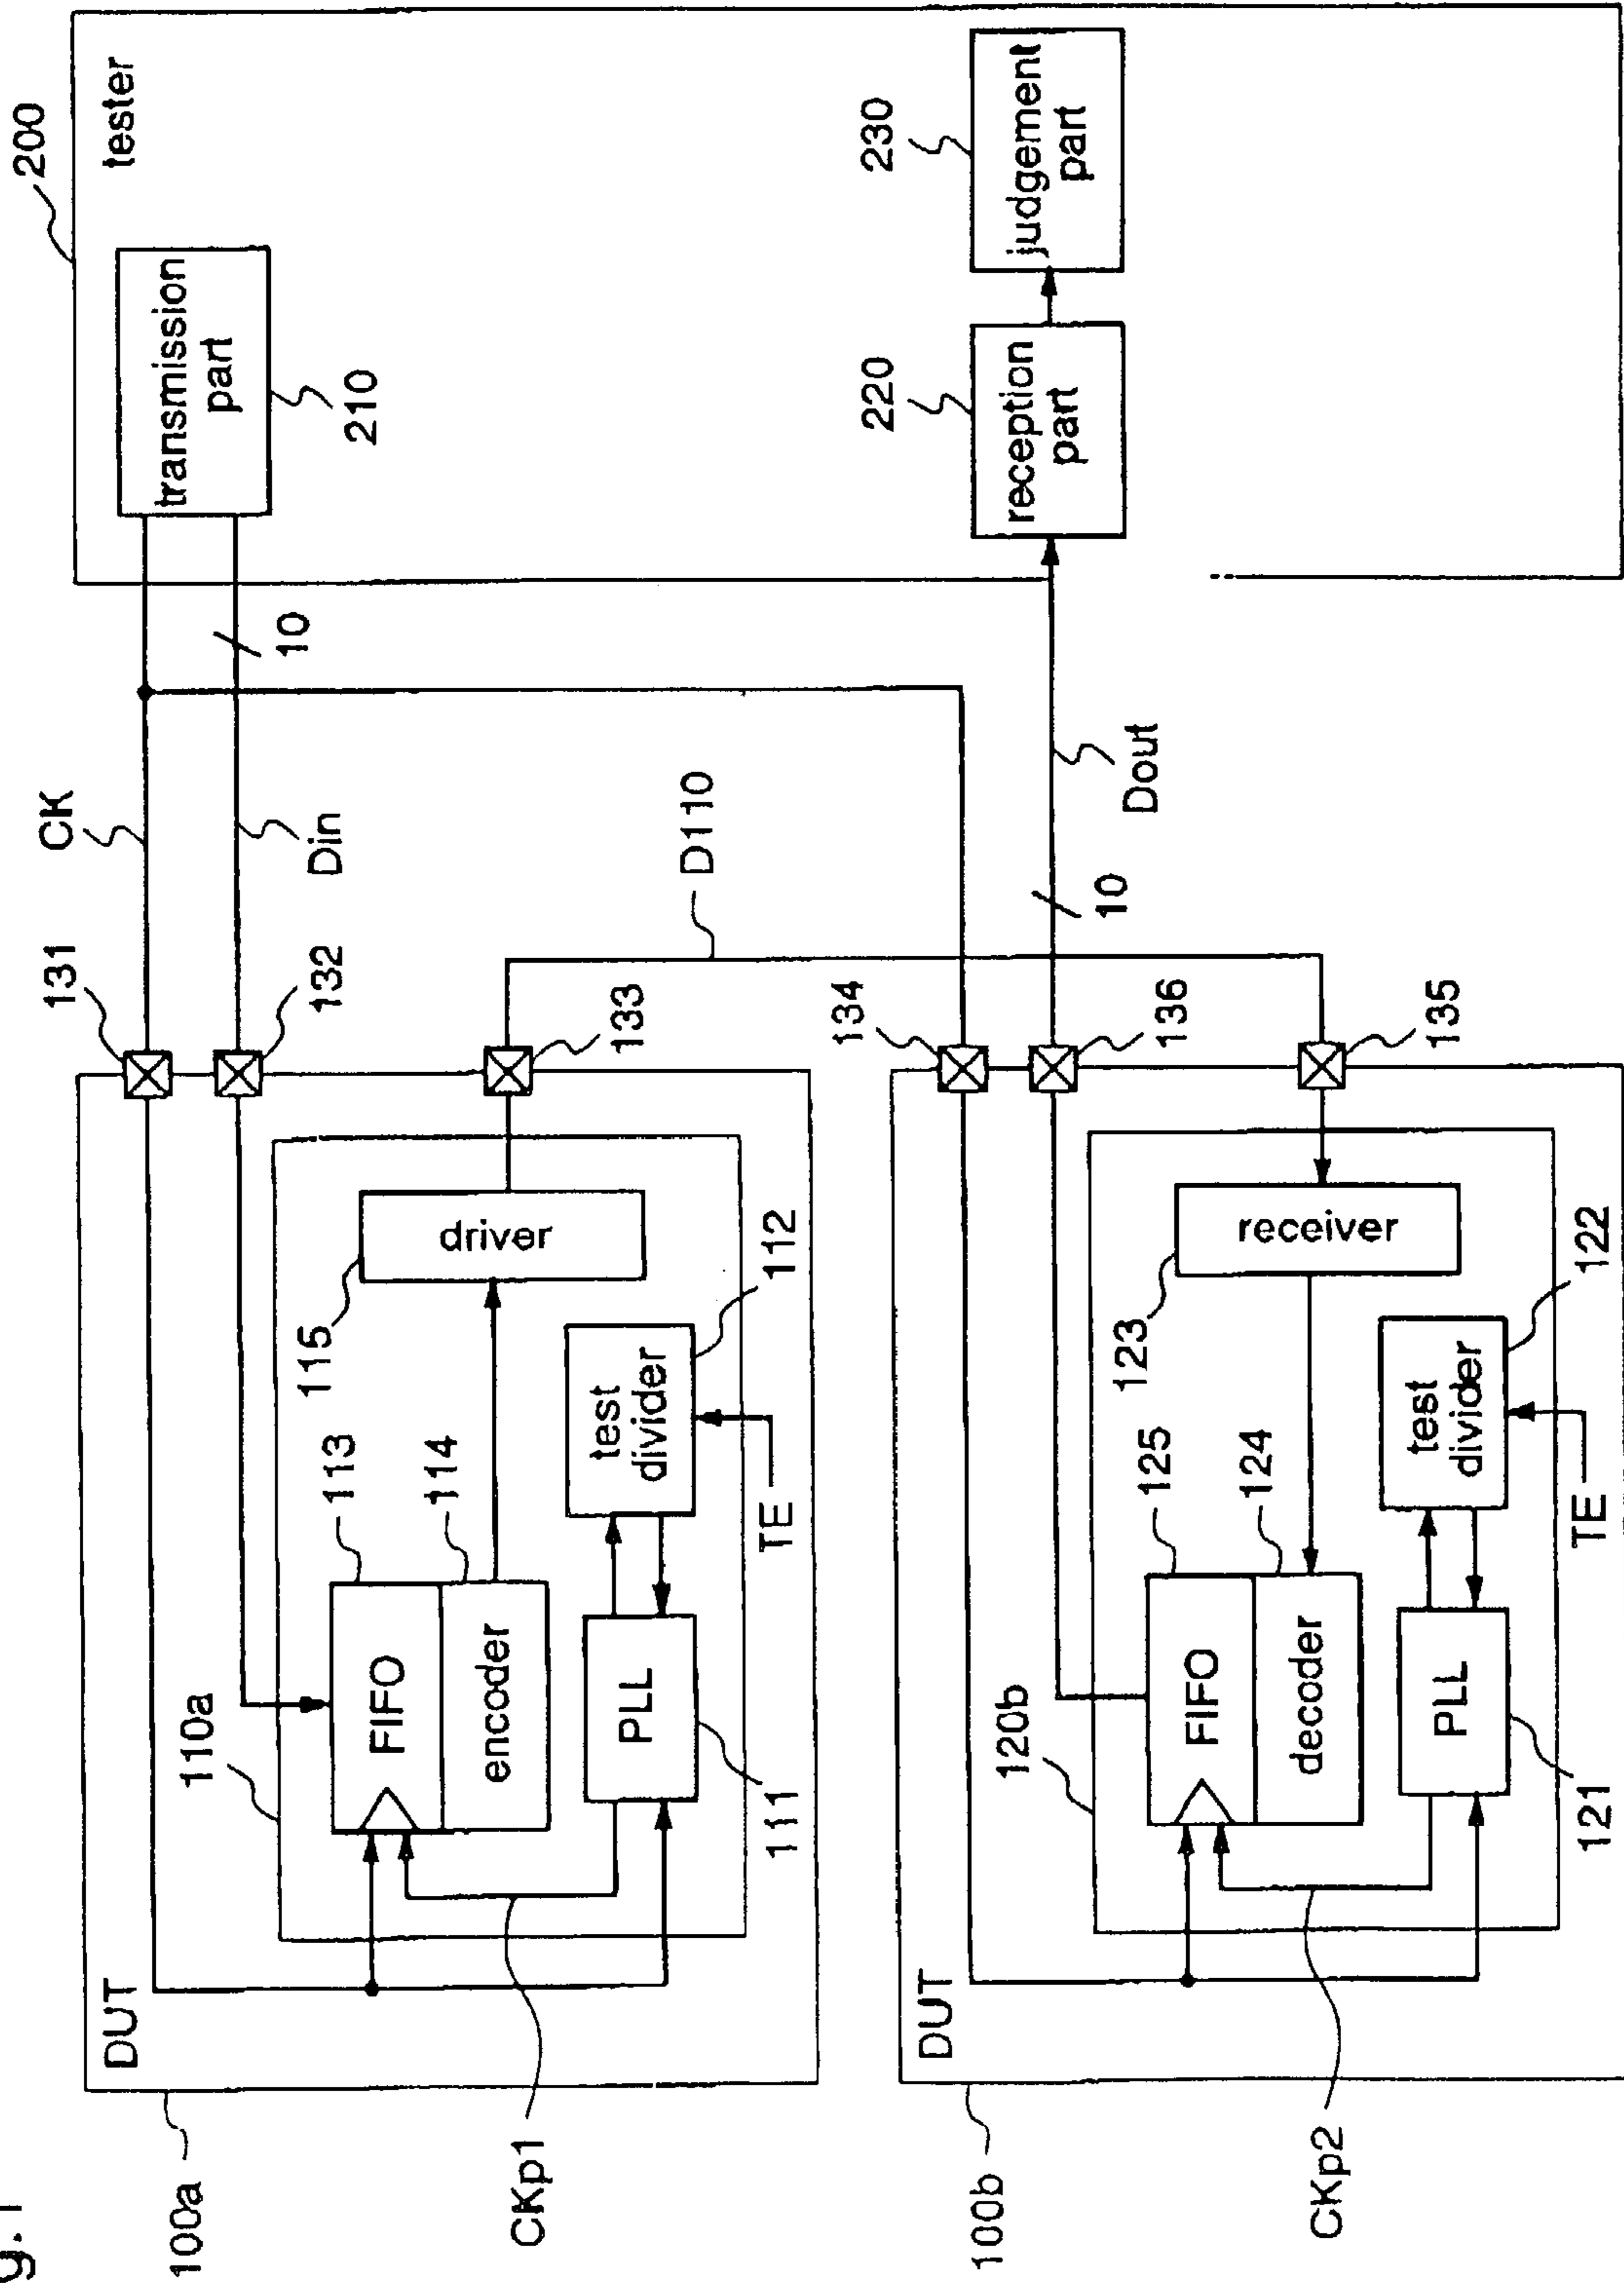 g.1
200
tester
transmission
part
210
CK
Din
10
131
132
DUT
100a
110a
113
FIFO
114
encoder
115
driver
133
D110
112
test
divider
TE
PLL
111
CKp1
220
reception
part
230
judgement
part
Dout
10
134
136
135
DUT
100b
120b
125
FIFO
124
decoder
123
receiver
122
test
divider
TE
PLL
121
CKp2